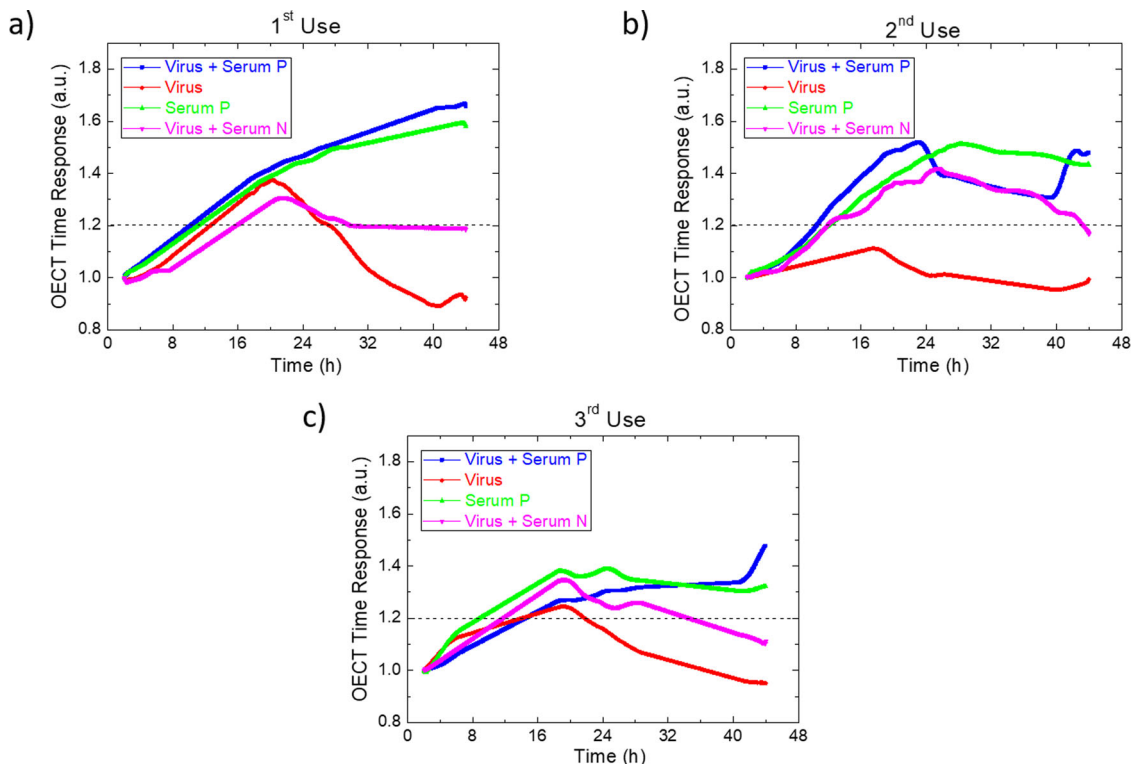 a)
1st Use
OECT Time Response (a.u.)
1.8
1.6
1.4
1.2
1.0
0.8
Virus + Serum P
Virus
Serum P
Virus + Serum N
0 8 16 24 32 40 48
Time (h)
b)
2nd Use
OECT Time Response (a.u.)
1.8
1.6
1.4
1.2
1.0
0.8
Virus + Serum P
Virus
Serum P
Virus + Serum N
0 8 16 24 32 40 48
Time (h)
c)
3rd Use
OECT Time Response (a.u.)
1.8
1.6
1.4
1.2
1.0
0.8
Virus + Serum P
Virus
Serum P
Virus + Serum N
0 8 16 24 32 40 48
Time (h)